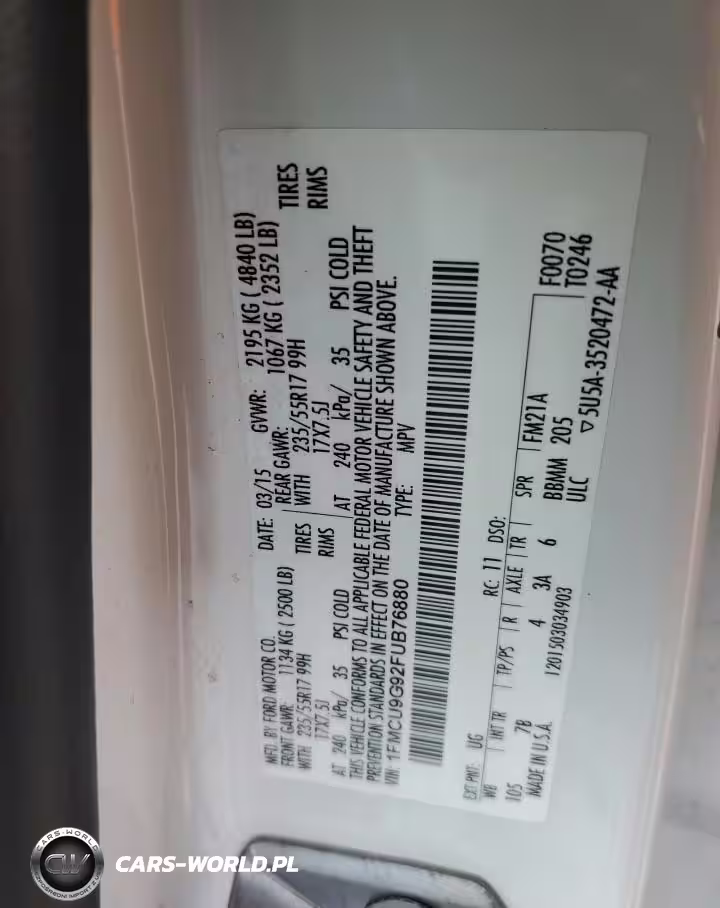 MFD. BY FORD MOTOR CO.
DATE: 03/15 GVWR: 2195 KG ( 4840 LB)
FRONT GAWR: 1134 KG ( 2500 LB) REAR GAWR: 1067 KG ( 2352 LB)
WITH 235/55R17 99H TIRES WITH 235/55R17 99H TIRES
17X7.5J RIMS 17X7.5J RIMS
AT 240 kPa/ 35 PSI COLD AT 240 kPa/ 35 PSI COLD
THIS VEHICLE CONFORMS TO ALL APPLICABLE FEDERAL MOTOR VEHICLE SAFETY AND THEFT
PREVENTION STANDARDS IN EFFECT ON THE DATE OF MANUFACTURE SHOWN ABOVE.
VIN: 1FMCU9G92FUB76880 TYPE: MPV
EXT PNT: UG RC: 11 DSO: F0070
WB INT TR TP/PS R AXLE TR SPR FM21A T0246
105 7B 4 3A 6 BBMM 205
MADE IN U.S.A. 1201503034903 ULC ▽5U5A-3520472-AA
CARS-WORLD
CW
CARS-WORLD.PL